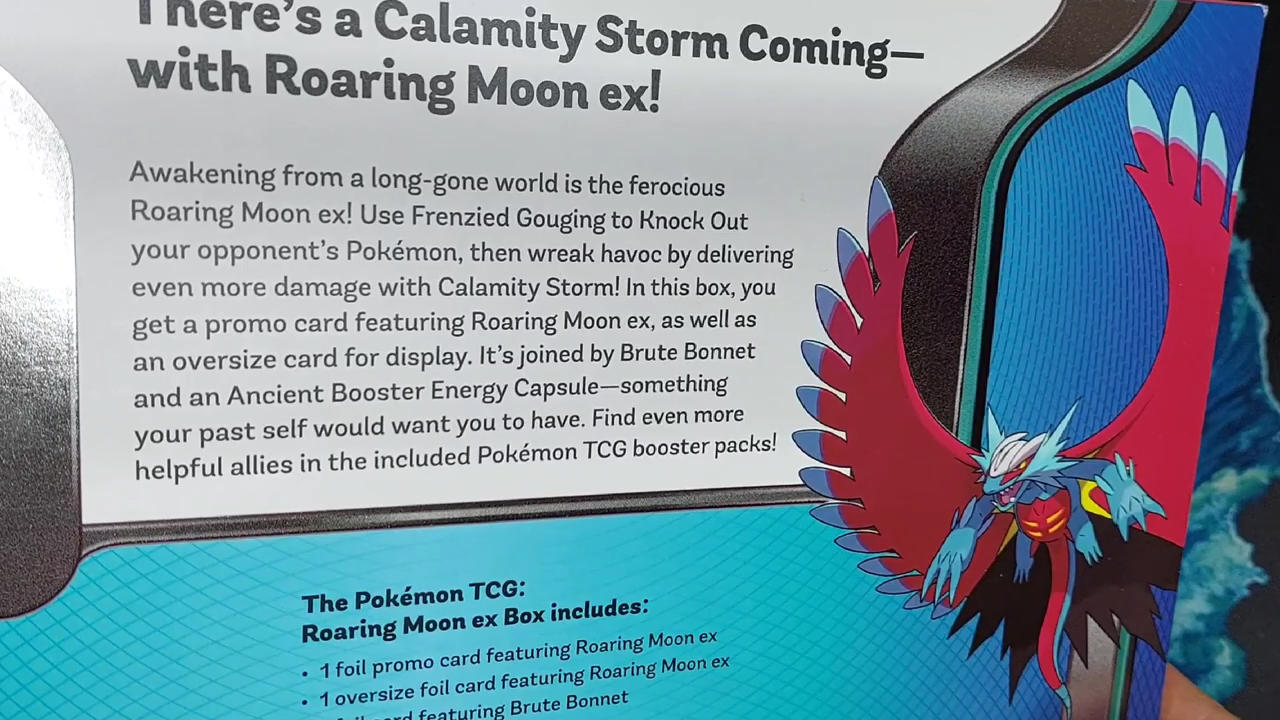 There's a Calamity Storm Coming—
with Roaring Moon ex!
Awakening from a long-gone world is the ferocious
Roaring Moon ex! Use Frenzied Gouging to Knock Out
your opponent's Pokémon, then wreak havoc by delivering
even more damage with Calamity Storm! In this box, you
get a promo card featuring Roaring Moon ex, as well as
an oversize card for display. It's joined by Brute Bonnet
and an Ancient Booster Energy Capsule—something
your past self would want you to have. Find even more
helpful allies in the included Pokémon TCG booster packs!
The Pokémon TCG:
Roaring Moon ex Box includes:
• 1 foil promo card featuring Roaring Moon ex
• 1 oversize foil card featuring Roaring Moon ex
foil card featuring Brute Bonnet